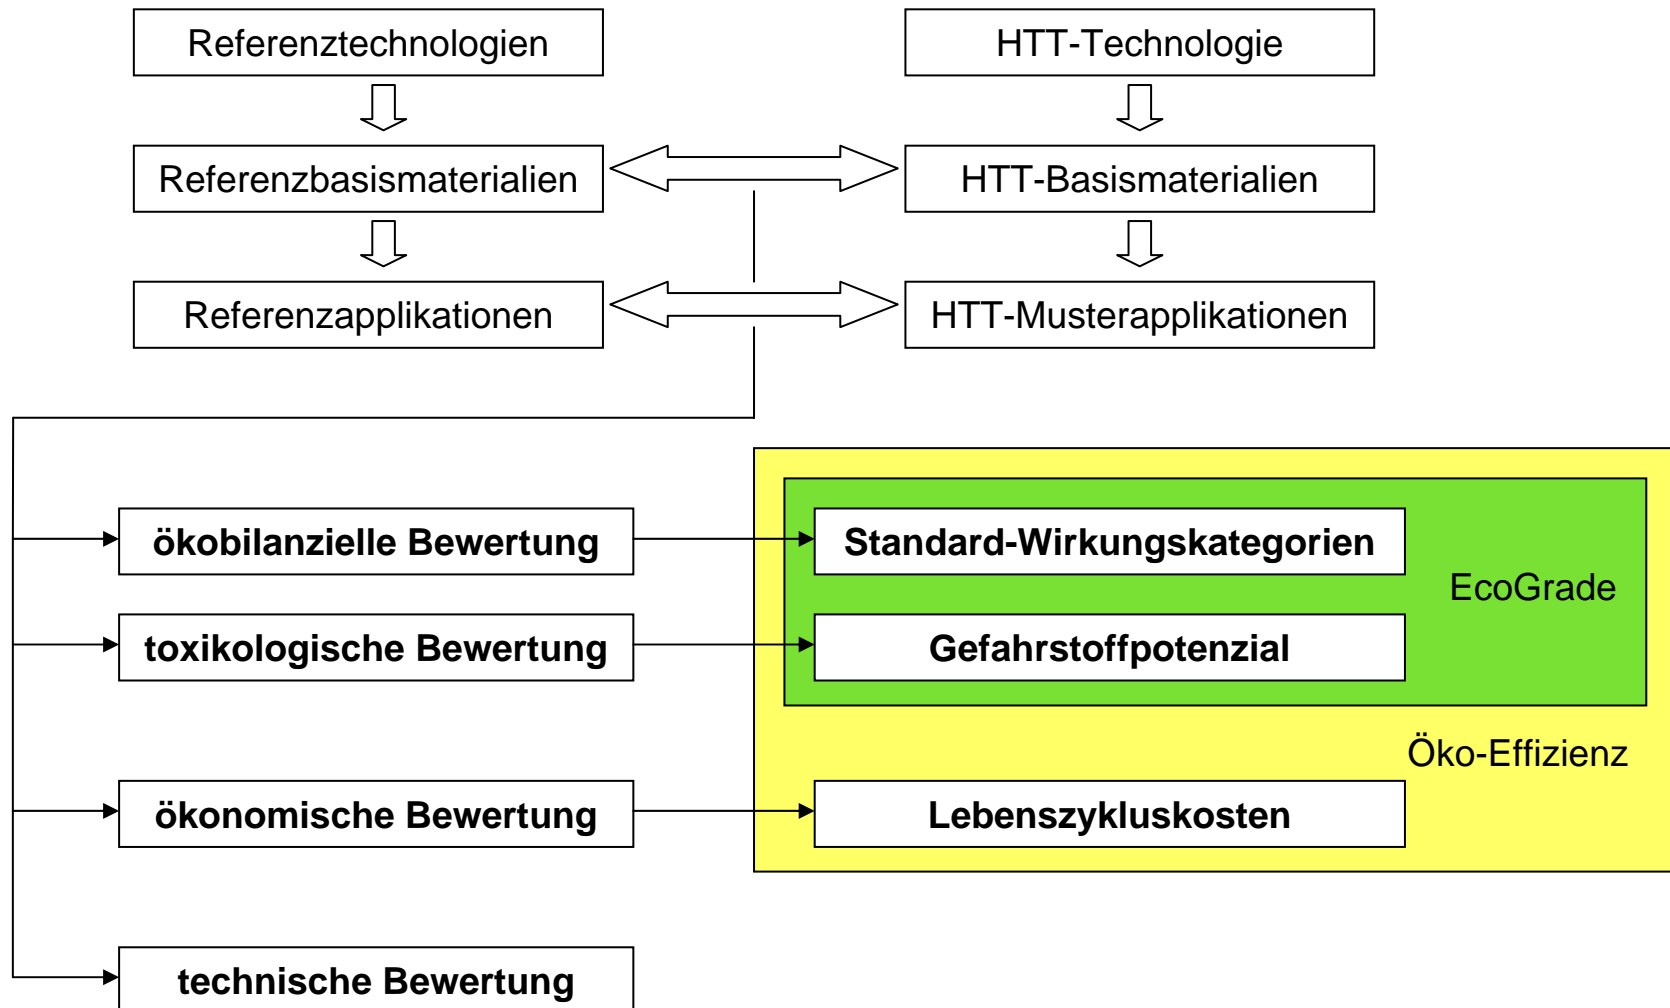 Referenztechnologien
HTT-Technologie
Referenzbasismaterialien
HTT-Basismaterialien
Referenzapplikationen
HTT-Musterapplikationen
ökobilanzielle Bewertung
Standard-Wirkungskategorien
EcoGrade
toxikologische Bewertung
Gefahrstoffpotenzial
Öko-Effizienz
ökonomische Bewertung
Lebenszykluskosten
technische Bewertung